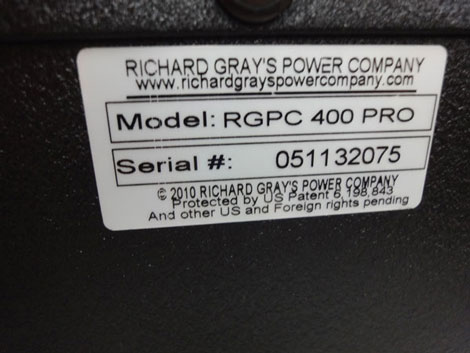 RICHARD GRAY'S POWER COMPANY
www.richardgrayspowercompany.com
Model: RGPC 400 PRO
Serial #: 051132075
© 2010 RICHARD GRAY'S POWER COMPANY
Protected by US Patent 6,198,843
And other US and Foreign rights pending